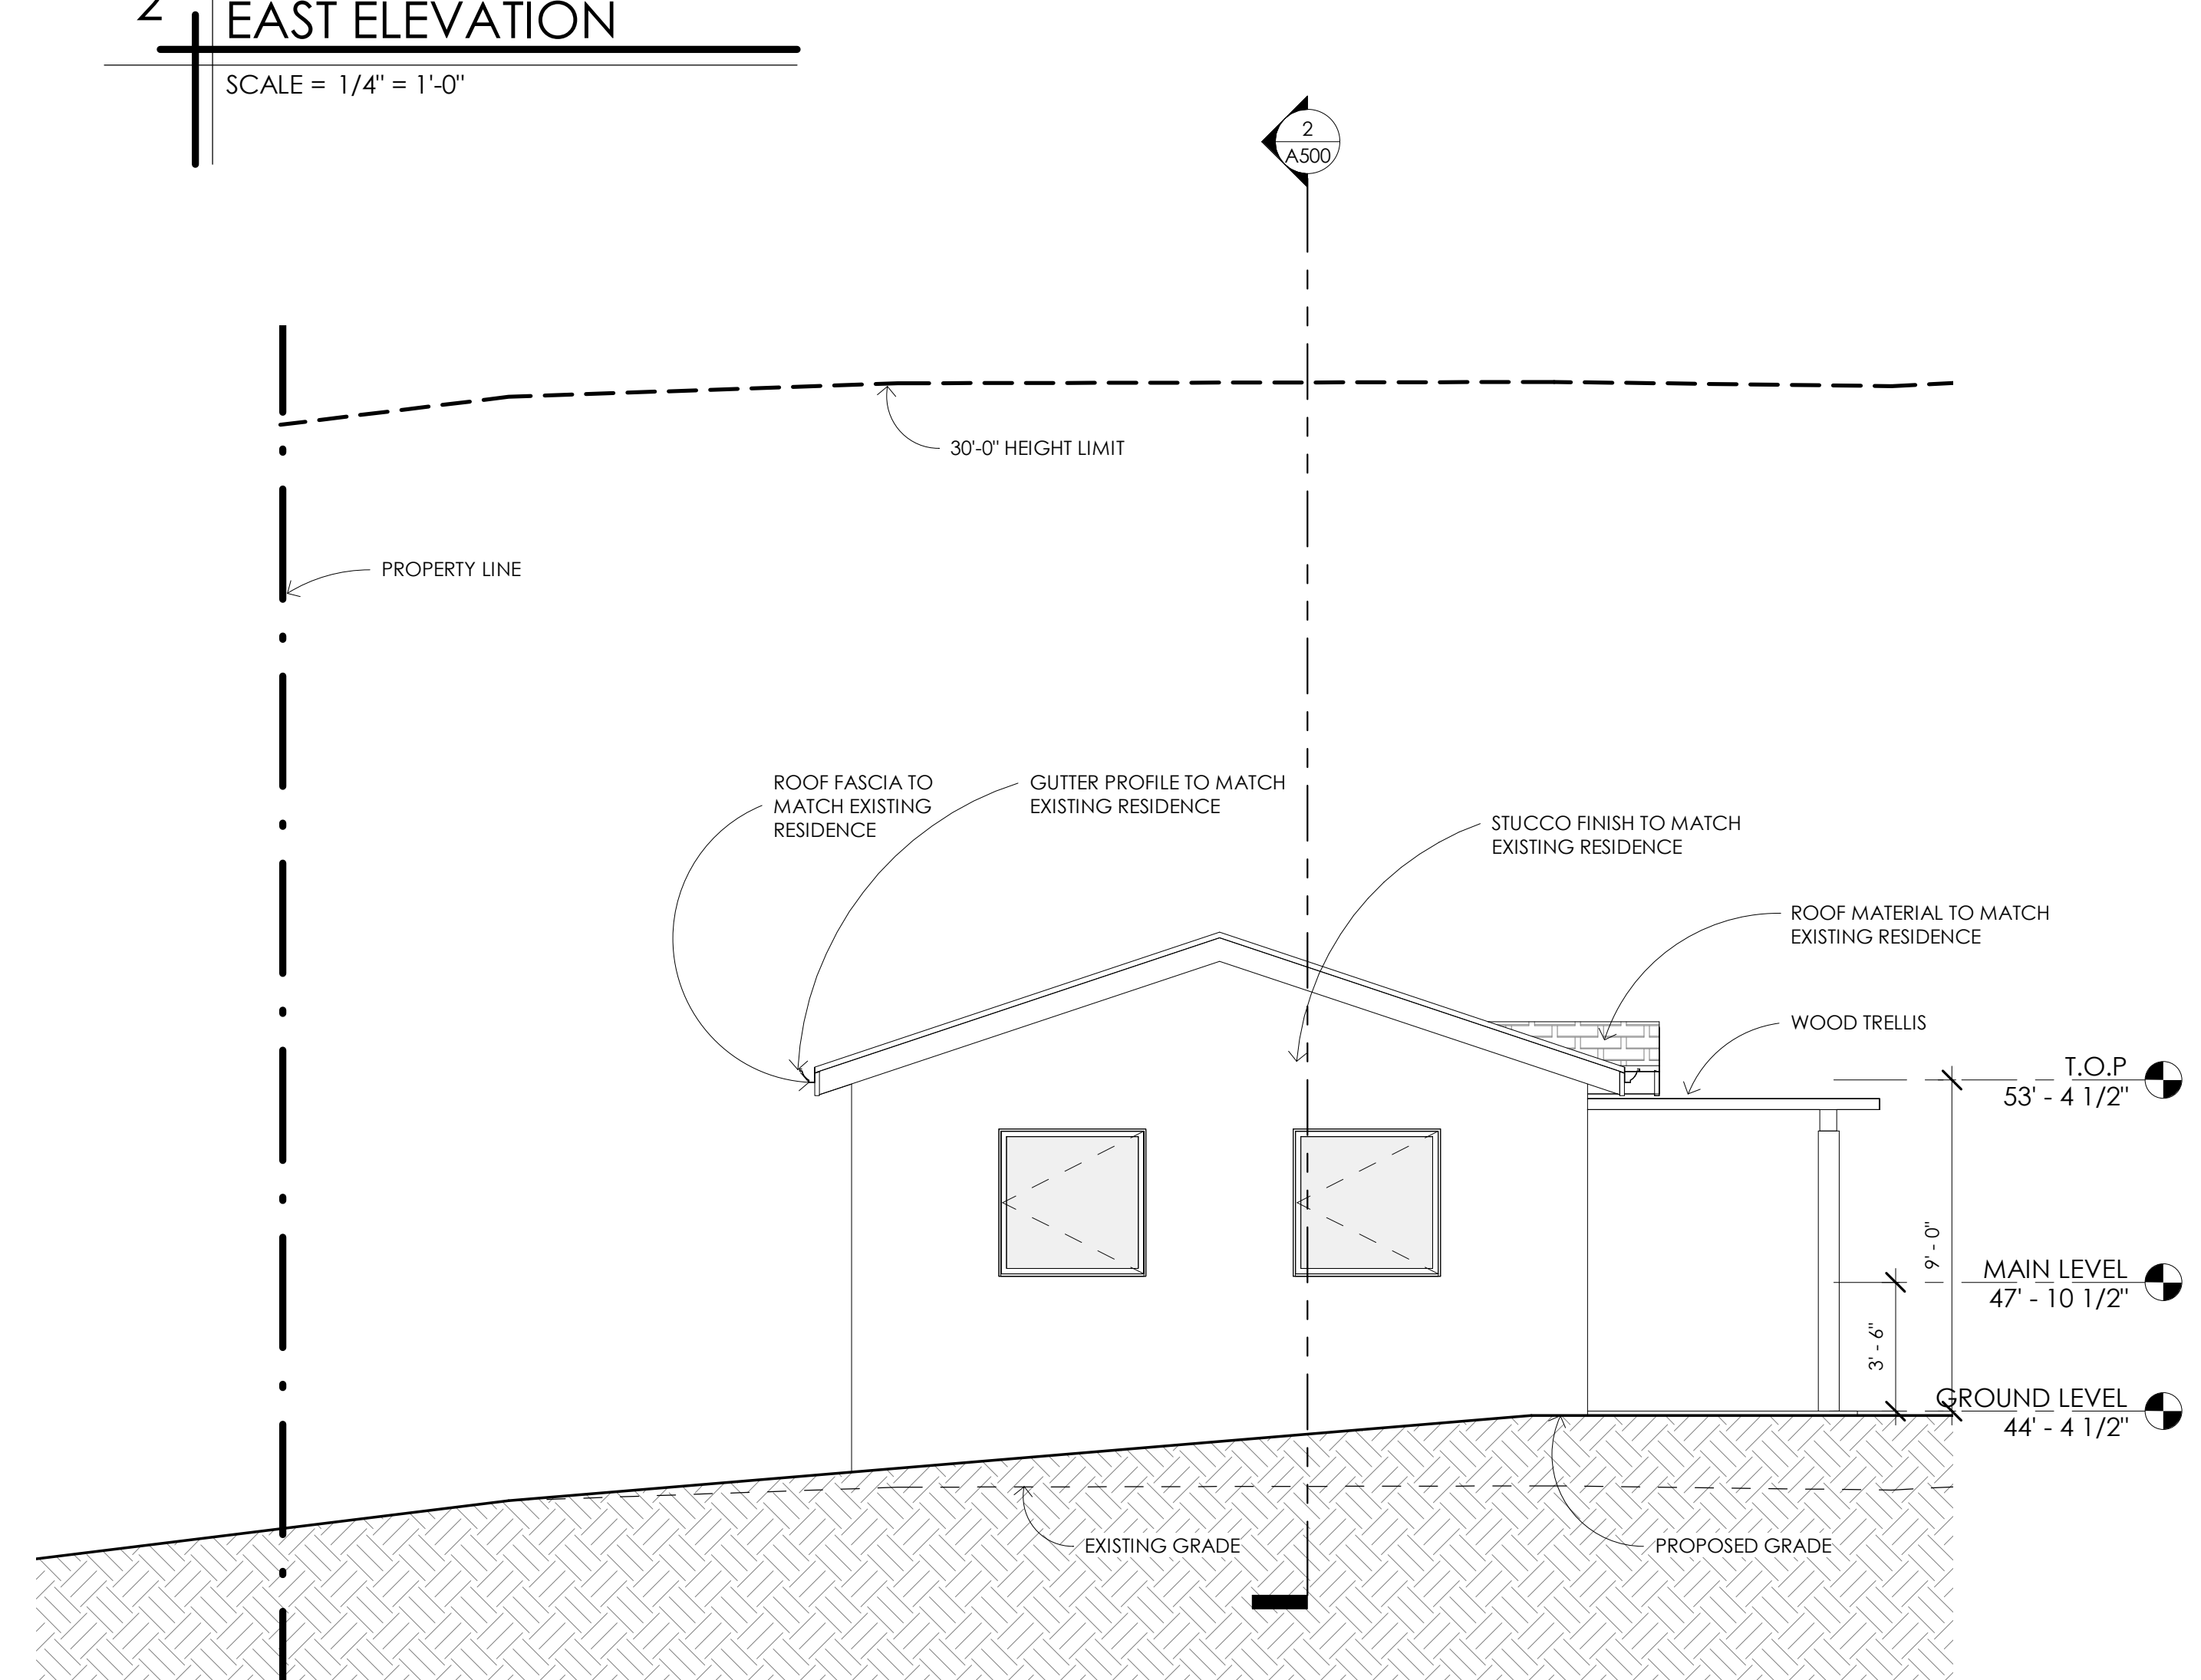 2
EAST ELEVATION
SCALE = 1/4" = 1'-0"
2
A500
30'-0" HEIGHT LIMIT
PROPERTY LINE
ROOF FASCIA TO
MATCH EXISTING
RESIDENCE
GUTTER PROFILE TO MATCH
EXISTING RESIDENCE
STUCCO FINISH TO MATCH
EXISTING RESIDENCE
ROOF MATERIAL TO MATCH
EXISTING RESIDENCE
WOOD TRELLIS
T.O.P
53' - 4 1/2"
9' - 0"
MAIN LEVEL
47' - 10 1/2"
3' - 6"
GROUND LEVEL
44' - 4 1/2"
EXISTING GRADE
PROPOSED GRADE